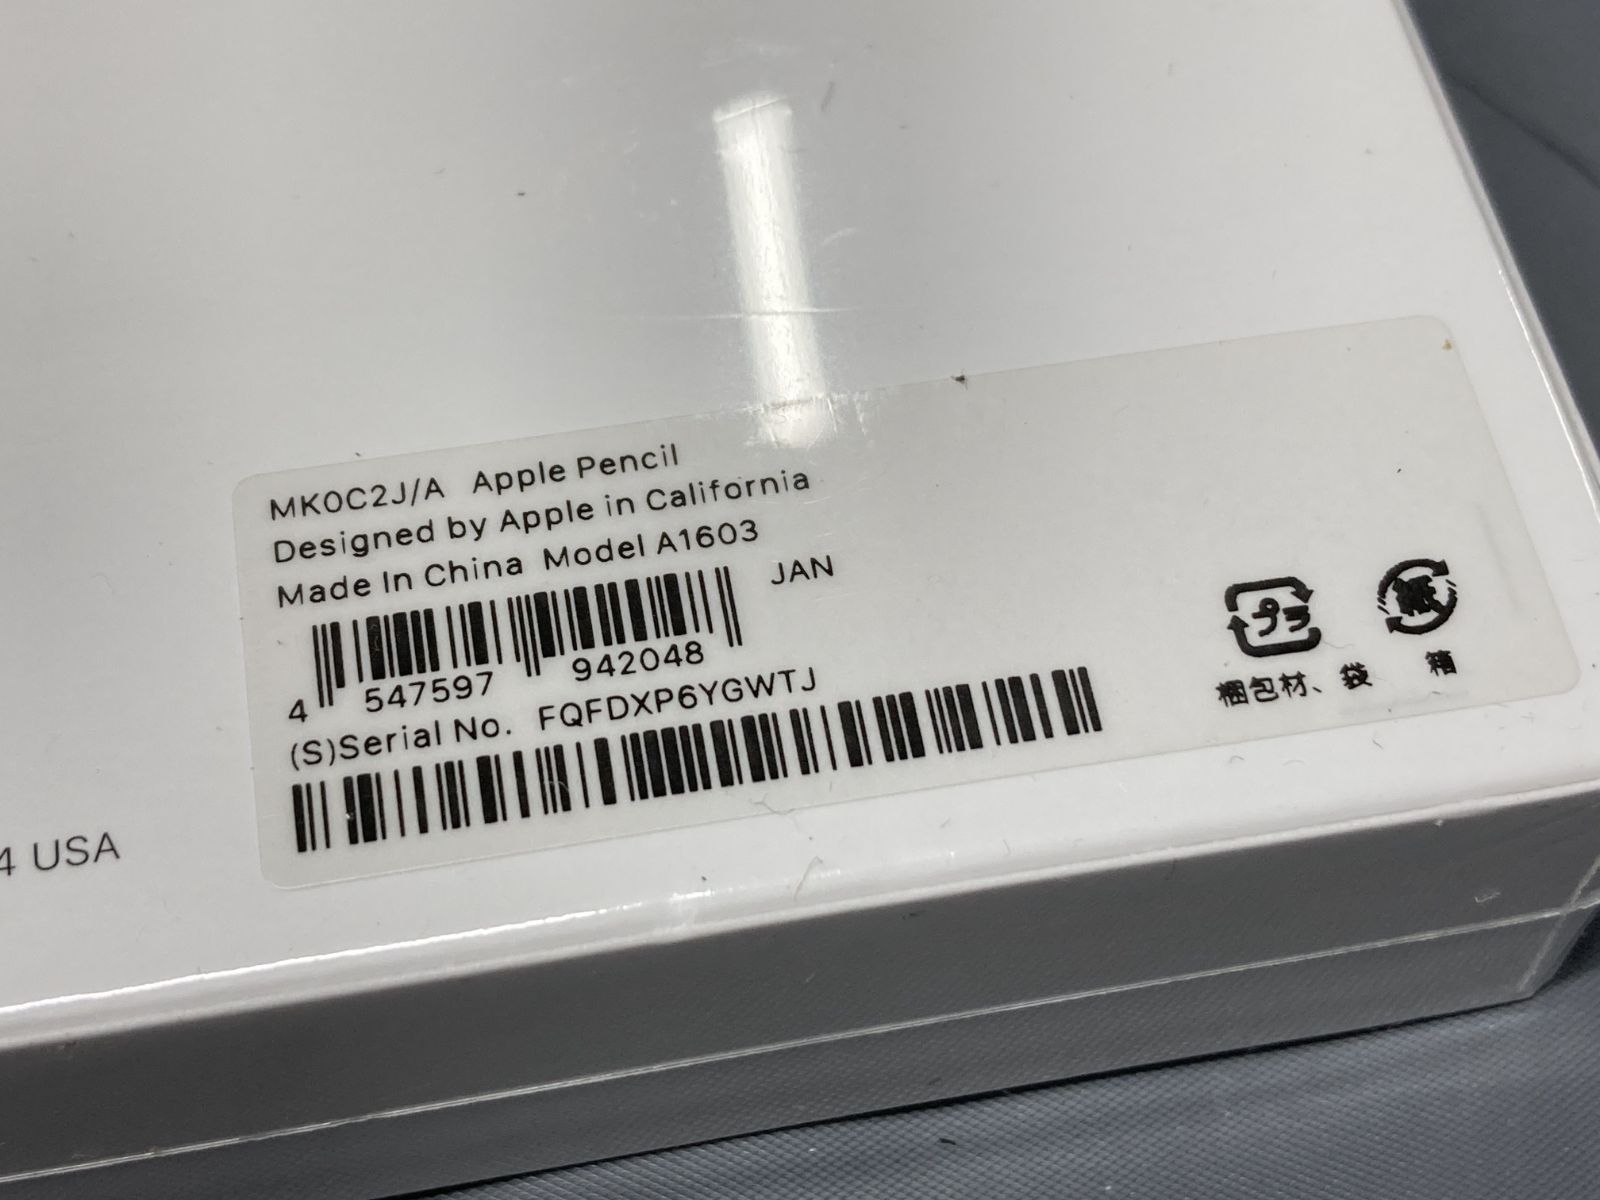 MK0C2J/A Apple Pencil
Designed by Apple in California
Made In China Model A1603
JAN
4 547597 942048
(S)Serial No. FQFDXP6YGWTJ
プラ 紙
梱包材、袋 箱
4 USA